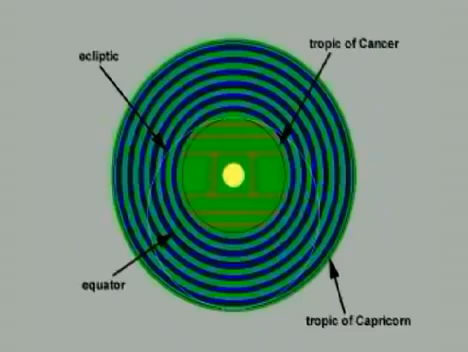 tropic of Cancer
ecliptic
equator
tropic of Capricorn